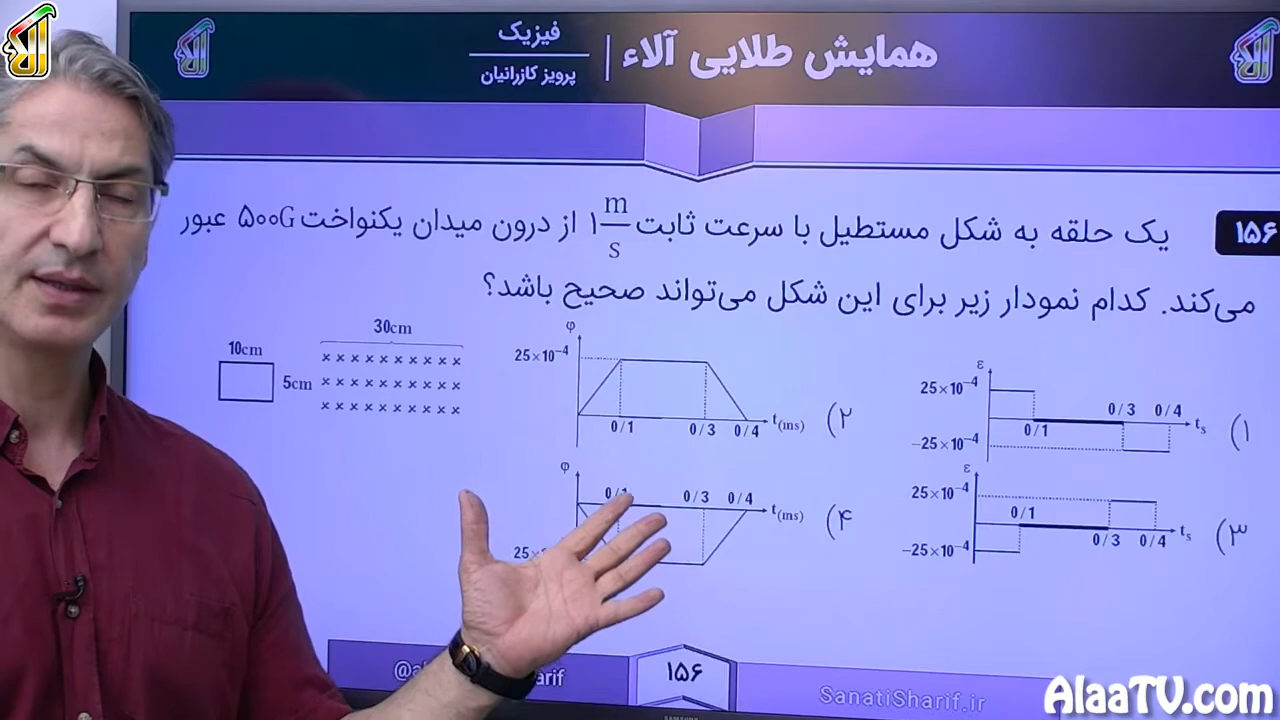 آلاء
فیزیک
پرویز کازرانیان
همایش طلایی آلاء
۱۵۶
یک حلقه به شکل مستطیل با سرعت ثابت ۱ m/s از درون میدان یکنواخت ۵۰۰G عبور
می‌کند. کدام نمودار زیر برای این شکل می‌تواند صحیح باشد؟
10cm
5cm
30cm
× × × × × × × × ×
× × × × × × × × ×
× × × × × × × × ×
۱)
ε
25×10⁻⁴
−25×10⁻⁴
0/1
0/3
0/4
t s
۲)
φ
25×10⁻⁴
0/1
0/3
0/4
t(ms)
۳)
ε
25×10⁻⁴
−25×10⁻⁴
0/1
0/3
0/4
t s
۴)
φ
0/3
0/4
t(ms)
۱۵۶
SanatiSharif.ir
SAMSUNG
AlaaTV.com